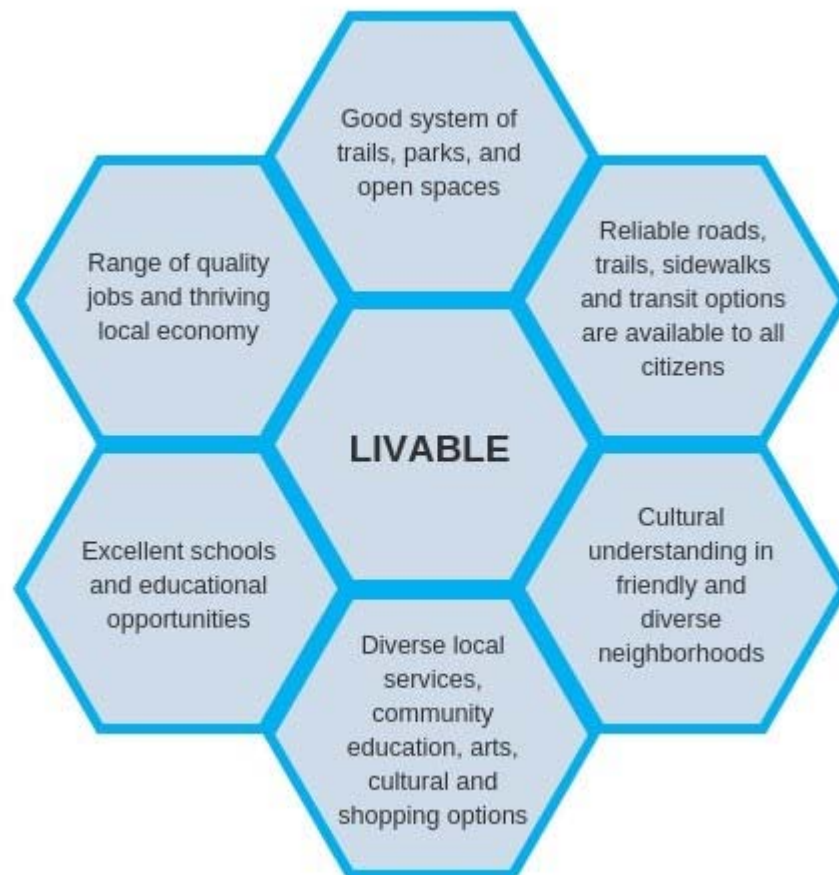 Good system of
trails, parks, and
open spaces
Reliable roads,
trails, sidewalks
and transit options
are available to all
citizens
Range of quality
jobs and thriving
local economy
LIVABLE
Cultural
understanding in
friendly and
diverse
neighborhoods
Excellent schools
and educational
opportunities
Diverse local
services,
community
education, arts,
cultural and
shopping options